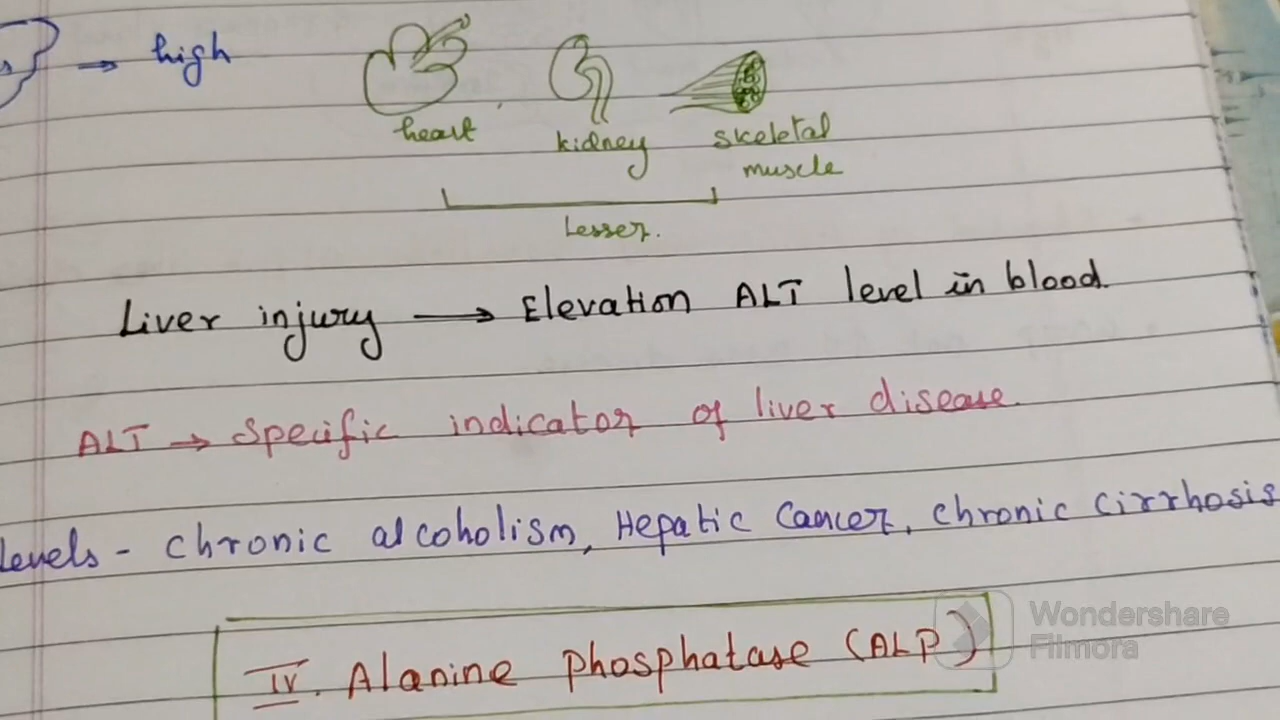 → high
heart kidney skeletal
muscle
Lesser.
Liver injury → Elevation ALT level in blood.
ALT → Specific indicator of liver disease.
levels - chronic alcoholism, Hepatic Cancer, chronic cirrhosis
IV. Alanine phosphatase (ALP)
Wondershare
Filmora